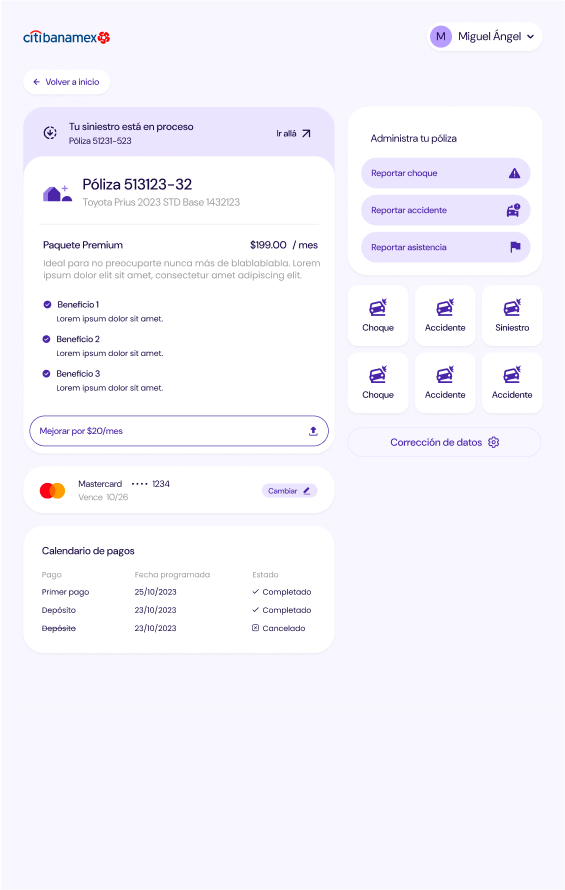 citibanamex
M Miguel Ángel
Volver a inicio
Tu siniestro está en proceso
Póliza 51231-523
Ir allá
Póliza 513123-32
Toyota Prius 2023 STD Base 1432123
Paquete Premium $199.00 / mes
Ideal para no preocuparte nunca más de blablablabla. Lorem
ipsum dolor elit sit amet, consectetur amet adipiscing elit.
Beneficio 1
Lorem ipsum dolor sit amet.
Beneficio 2
Lorem ipsum dolor sit amet.
Beneficio 3
Lorem ipsum dolor sit amet.
Mejorar por $20/mes
Mastercard •••• 1234
Vence 10/26
Cambiar
Calendario de pagos
Pago Fecha programada Estado
Primer pago 25/10/2023 Completado
Depósito 23/10/2023 Completado
Depósito 23/10/2023 Cancelado
Administra tu póliza
Reportar choque
Reportar accidente
Reportar asistencia
Choque Accidente Siniestro
Choque Accidente Accidente
Corrección de datos